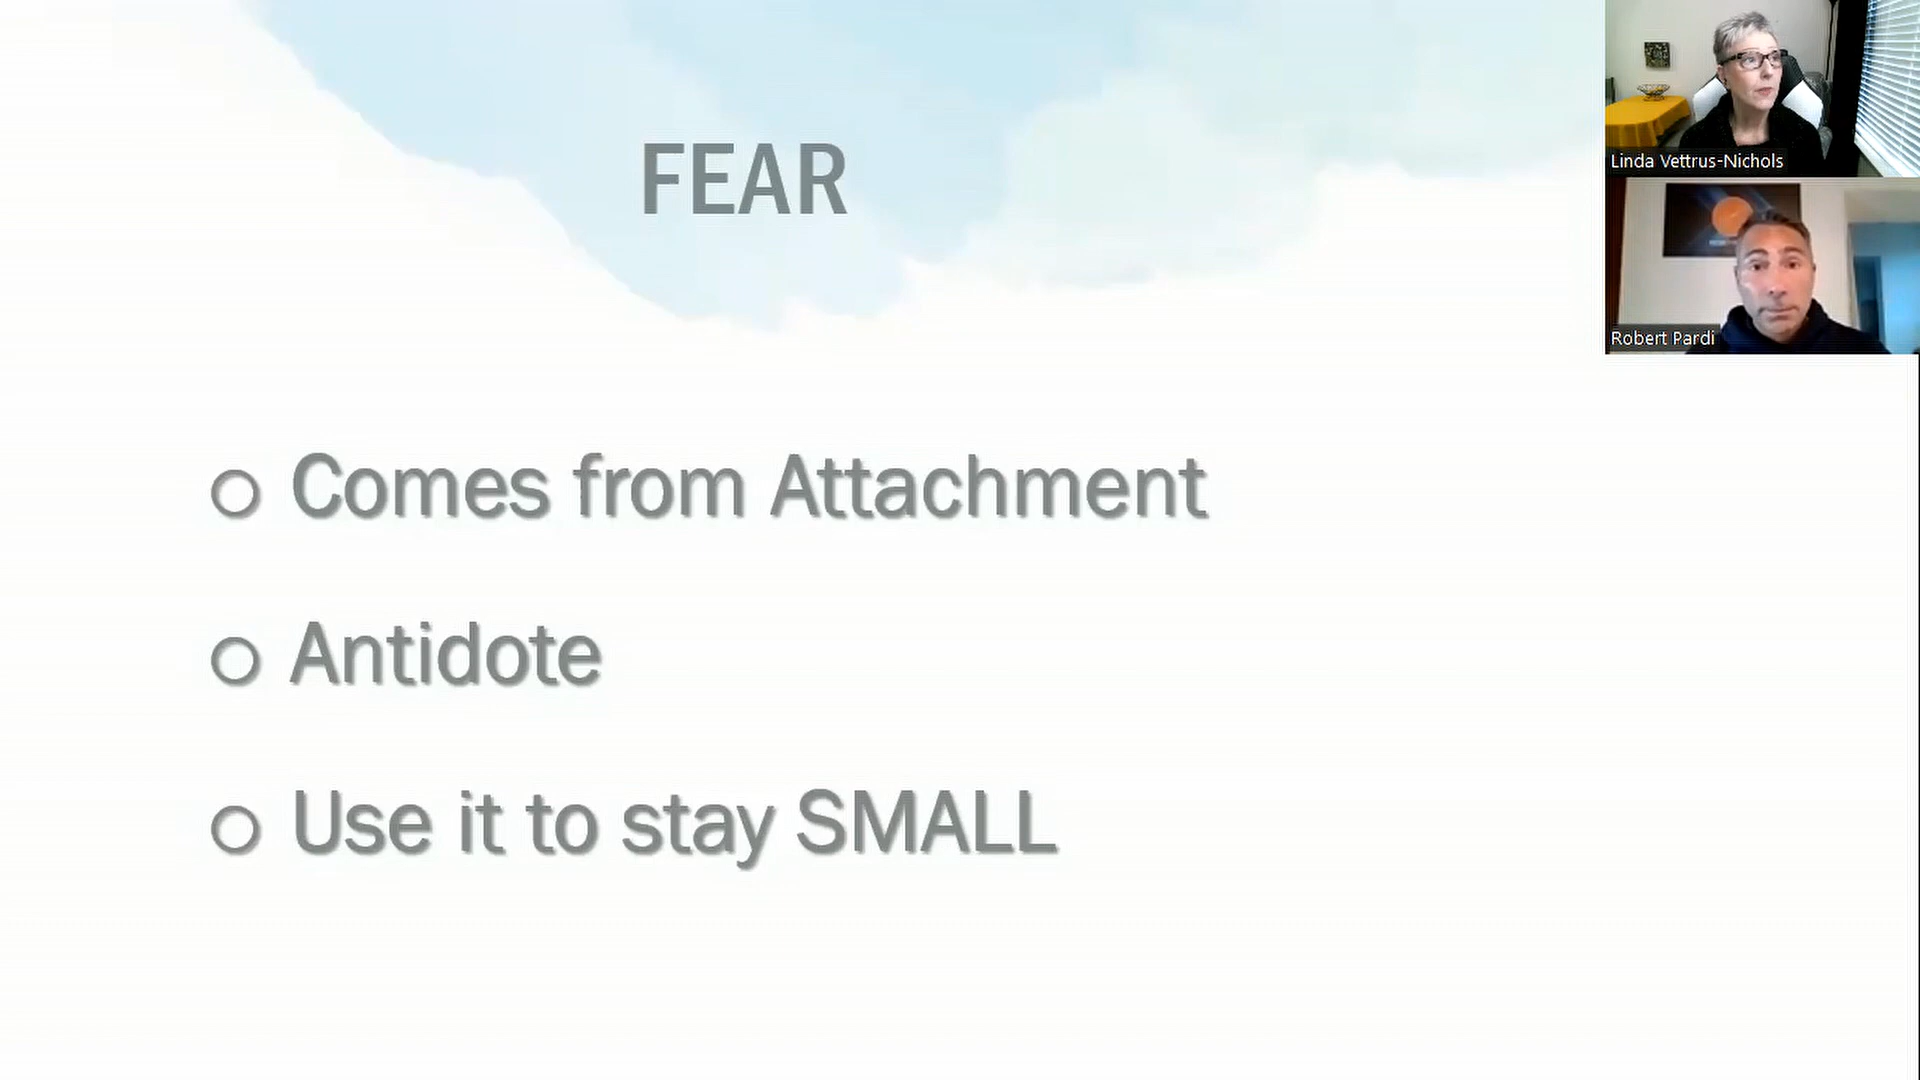 FEAR
Linda Vettrus-Nichols
Robert Pardi
Comes from Attachment
Antidote
Use it to stay SMALL